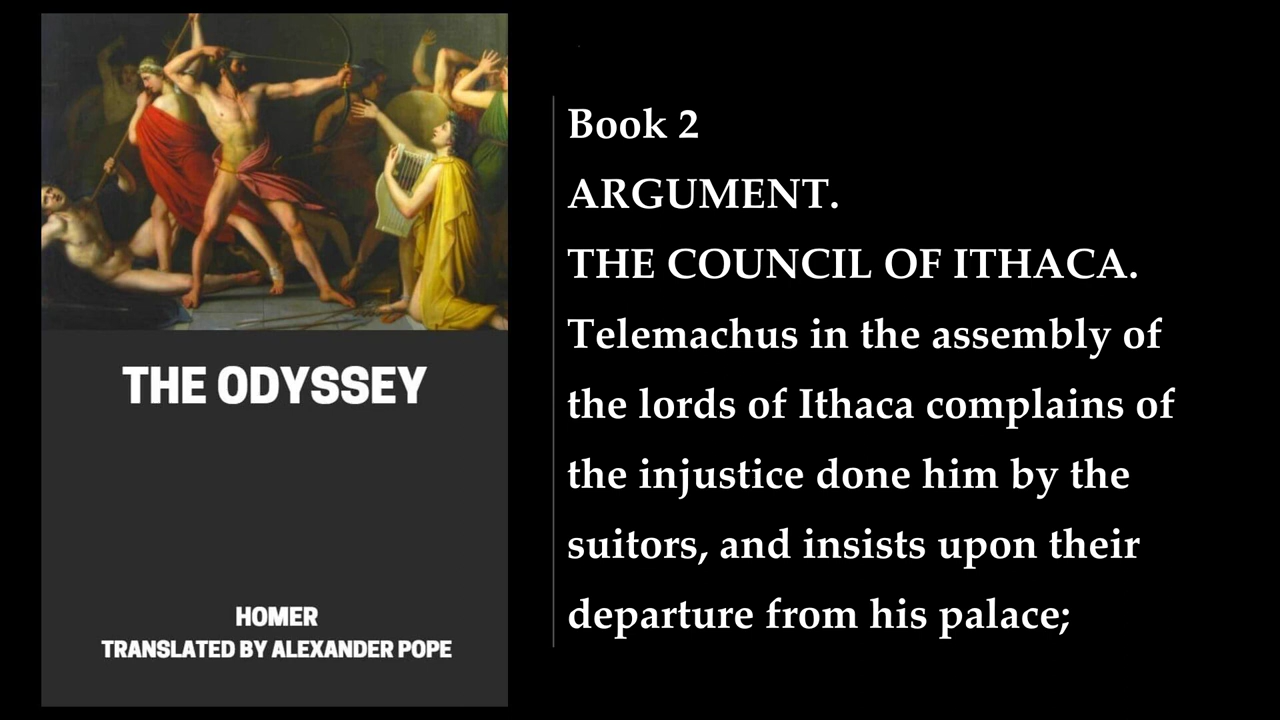 THE ODYSSEY
HOMER
TRANSLATED BY ALEXANDER POPE
Book 2
ARGUMENT.
THE COUNCIL OF ITHACA.
Telemachus in the assembly of
the lords of Ithaca complains of
the injustice done him by the
suitors, and insists upon their
departure from his palace;